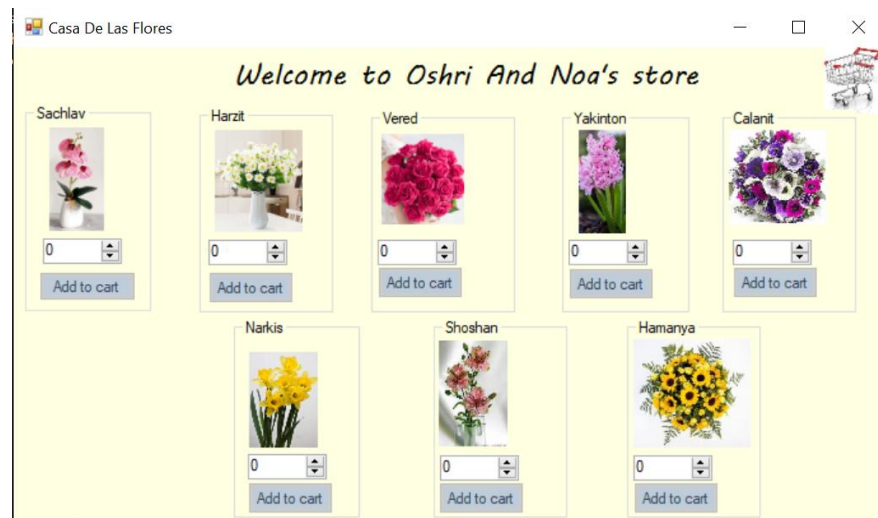 Casa De Las Flores
Welcome to Oshri And Noa's store
Sachlav
Harzit
Vered
Yakinton
Calanit
0
0
0
0
0
Add to cart
Add to cart
Add to cart
Add to cart
Add to cart
Narkis
Shoshan
Hamanya
0
0
0
Add to cart
Add to cart
Add to cart